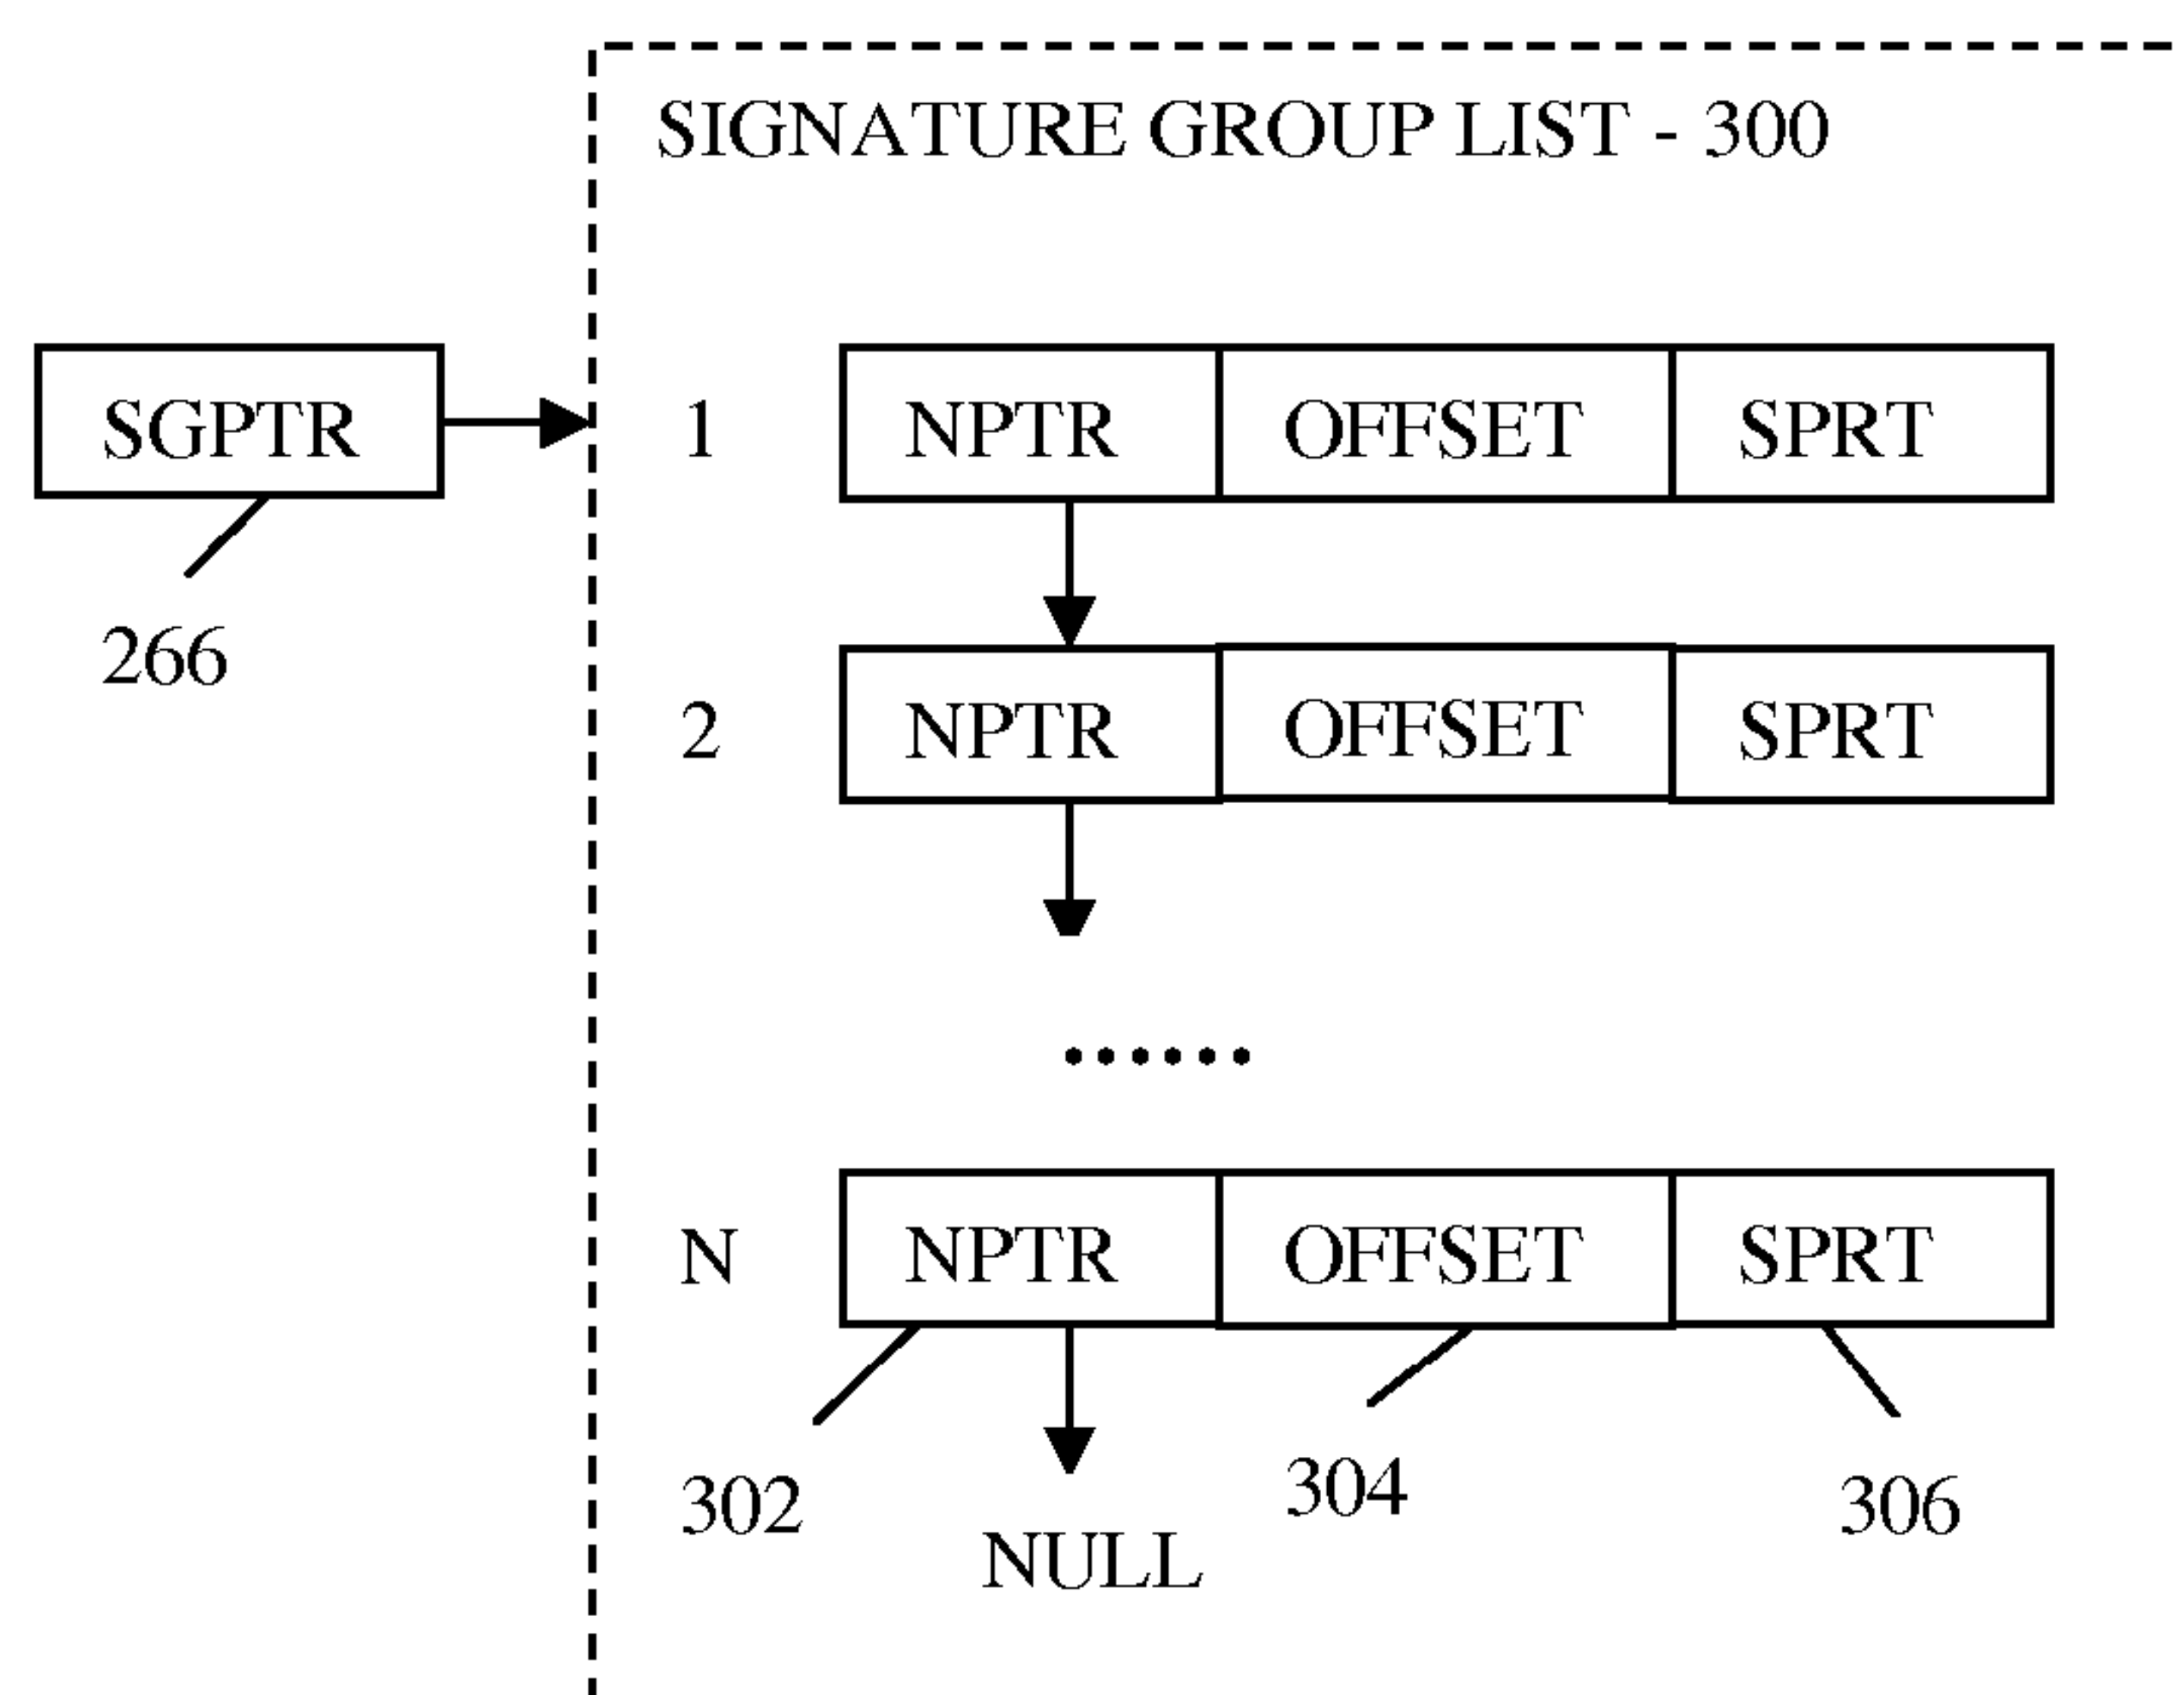 SIGNATURE GROUP LIST - 300
SGPTR
1 NPTR OFFSET SPRT
266
2 NPTR OFFSET SPRT
......
N NPTR OFFSET SPRT
302 304 306
NULL